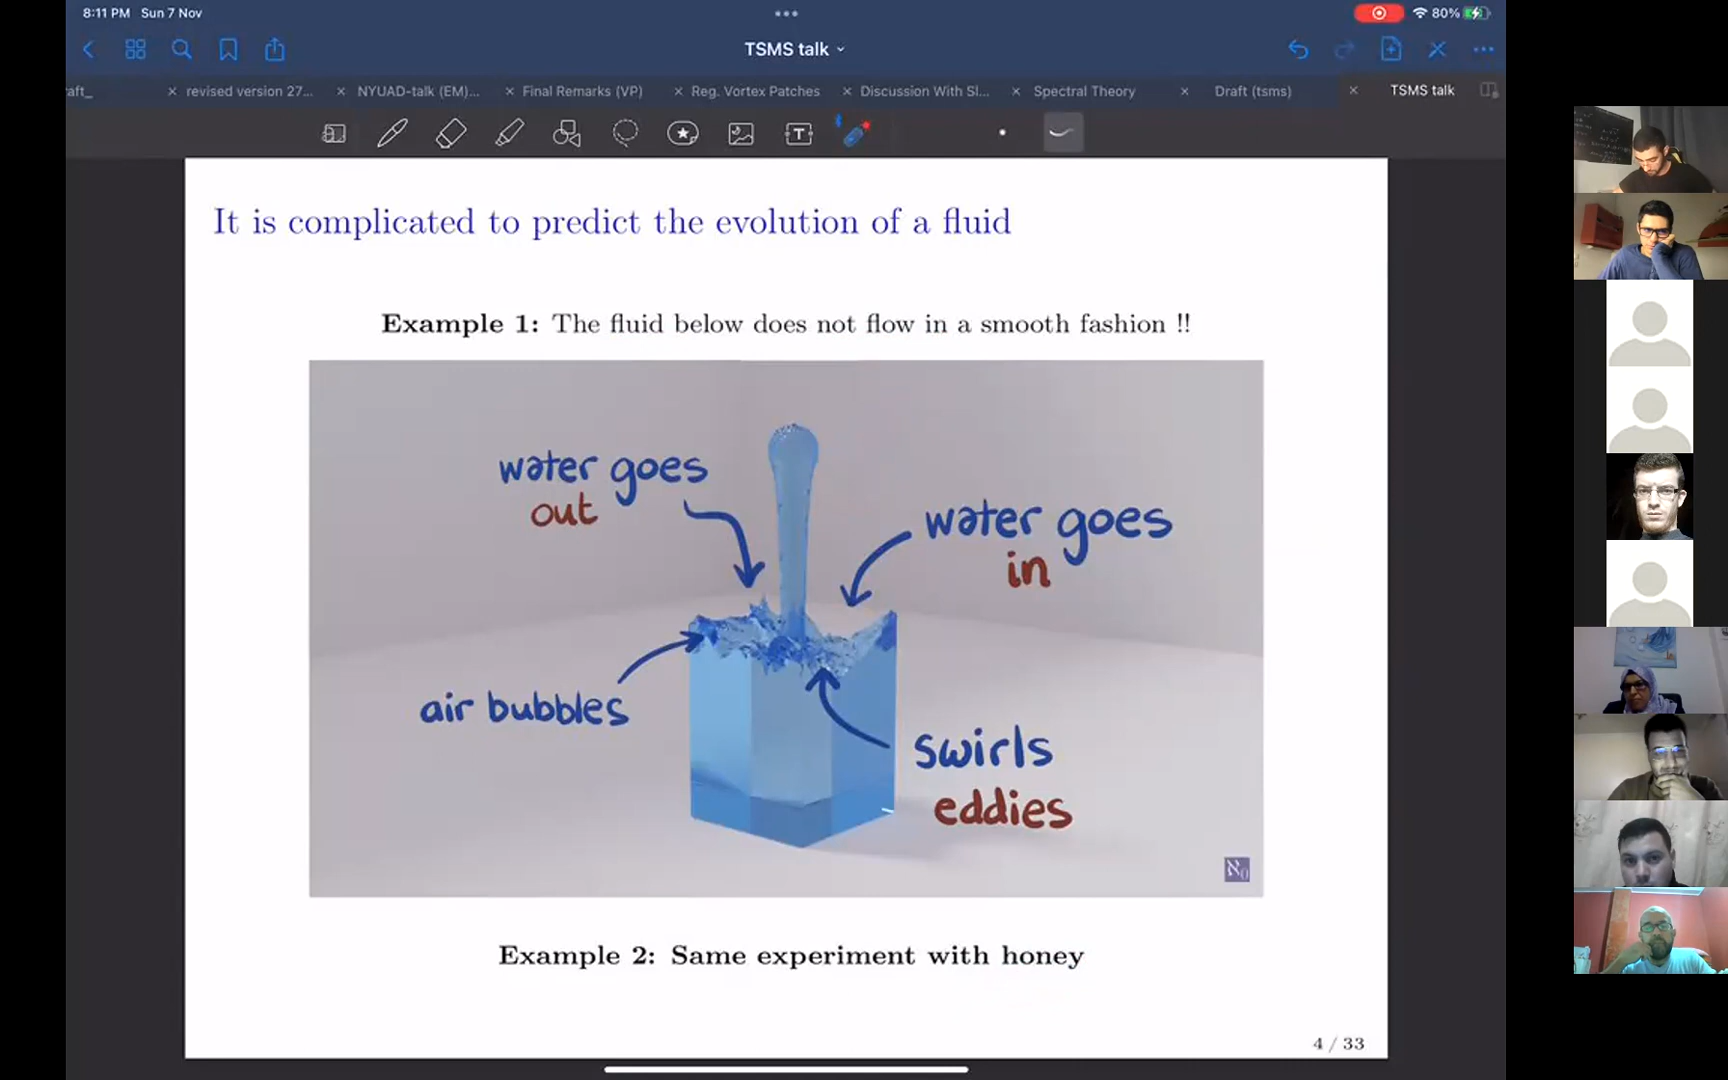 8:11 PM Sun 7 Nov
80%
TSMS talk
aft_
revised version 27...
NYUAD-talk (EM)...
Final Remarks (VP)
Reg. Vortex Patches
Discussion With Sl...
Spectral Theory
Draft (tsms)
TSMS talk
It is complicated to predict the evolution of a fluid
Example 1: The fluid below does not flow in a smooth fashion !!
water goes
out
water goes
in
air bubbles
swirls
eddies
ℵ0
Example 2: Same experiment with honey
4 / 33